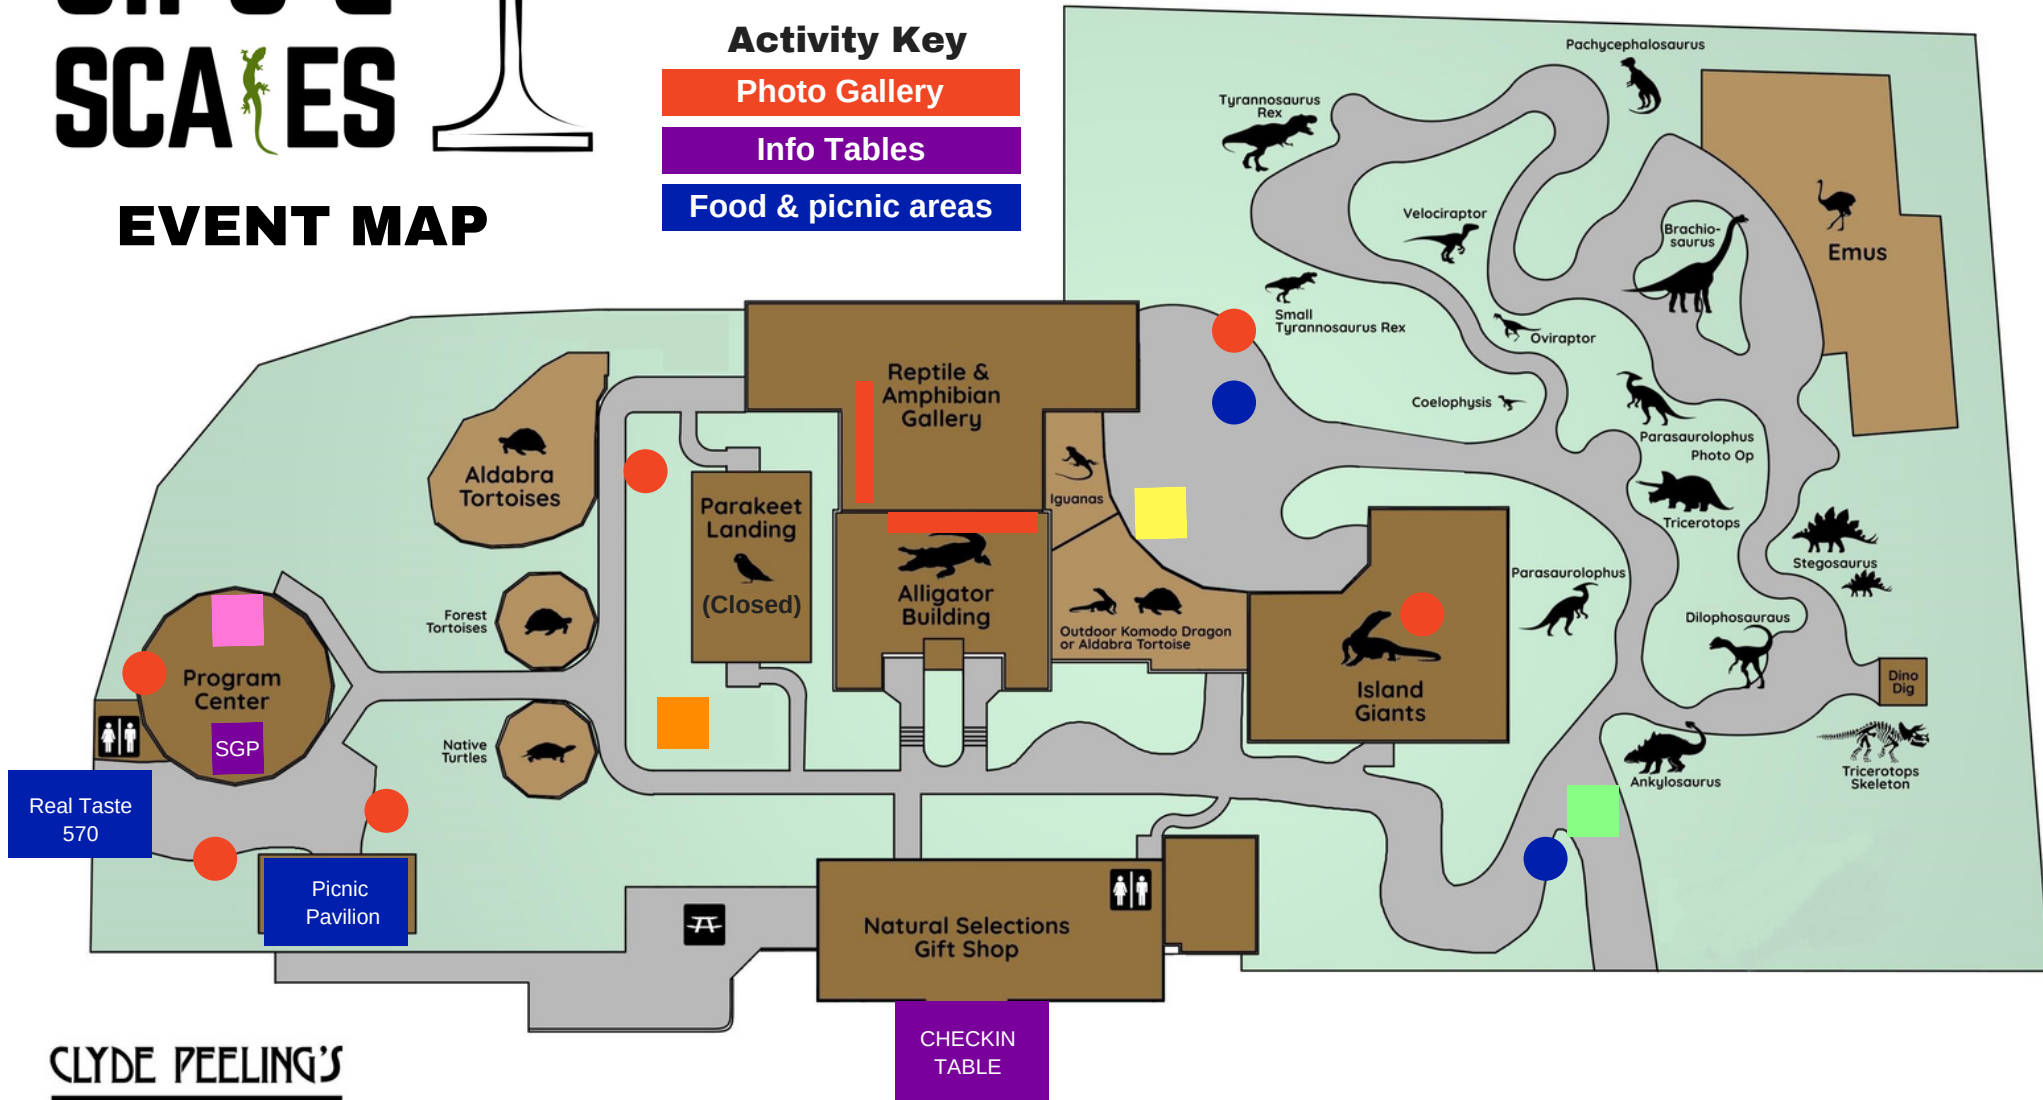 SCALES
EVENT MAP
Activity Key
Photo Gallery
Info Tables
Food & picnic areas
Pachycephalosaurus
Tyrannosaurus
Rex
Velociraptor
Brachio-
saurus
Emus
Small
Tyrannosaurus Rex
Oviraptor
Coelophysis
Parasaurolophus
Photo Op
Tricerotops
Stegosaurus
Parasaurolophus
Dilophosauraus
Dino
Dig
Ankylosaurus
Tricerotops
Skeleton
Reptile &
Amphibian
Gallery
Iguanas
Aldabra
Tortoises
Parakeet
Landing
(Closed)
Alligator
Building
Outdoor Komodo Dragon
or Aldabra Tortoise
Island
Giants
Forest
Tortoises
Program
Center
SGP
Native
Turtles
Real Taste
570
Picnic
Pavilion
Natural Selections
Gift Shop
CHECKIN
TABLE
CLYDE PEELING'S